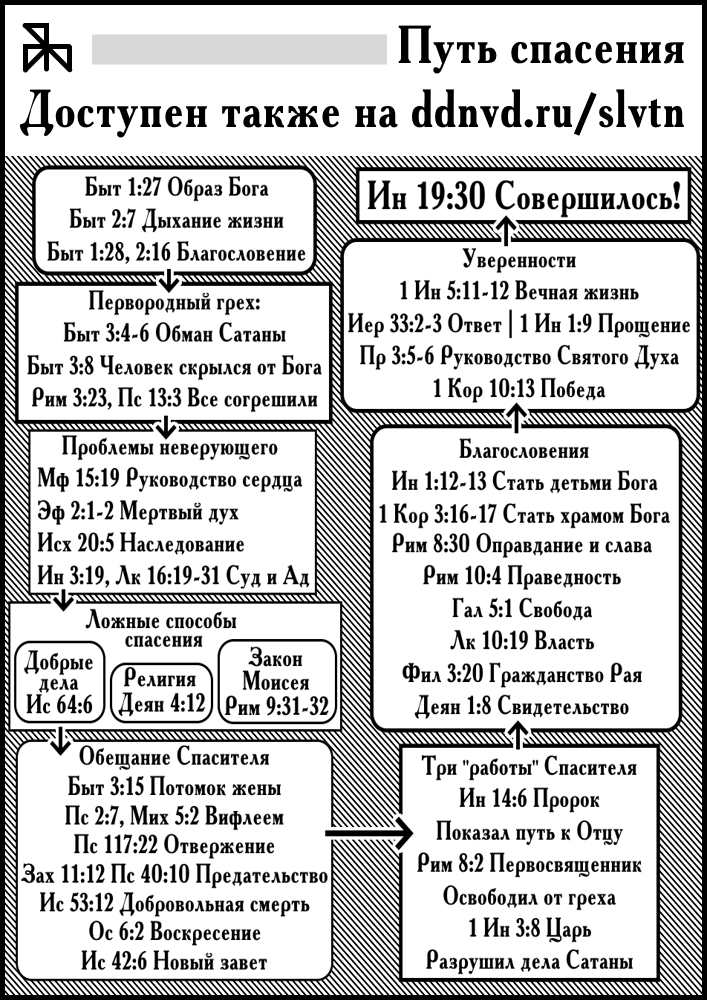 Путь спасения
Доступен также на ddnvd.ru/slvtn
Быт 1:27 Образ Бога
Быт 2:7 Дыхание жизни
Быт 1:28, 2:16 Благословение
Первородный грех:
Быт 3:4-6 Обман Сатаны
Быт 3:8 Человек скрылся от Бога
Рим 3:23, Пс 13:3 Все согрешили
Проблемы неверующего
Мф 15:19 Руководство сердца
Эф 2:1-2 Мертвый дух
Исх 20:5 Наследование
Ин 3:19, Лк 16:19-31 Суд и Ад
Ложные способы
спасения
Добрые
дела
Ис 64:6
Религия
Деян 4:12
Закон
Моисея
Рим 9:31-32
Обещание Спасителя
Быт 3:15 Потомок жены
Пс 2:7, Мих 5:2 Вифлеем
Пс 117:22 Отвержение
Зах 11:12 Пс 40:10 Предательство
Ис 53:12 Добровольная смерть
Ос 6:2 Воскресение
Ис 42:6 Новый завет
Три "работы" Спасителя
Ин 14:6 Пророк
Показал путь к Отцу
Рим 8:2 Первосвященник
Освободил от греха
1 Ин 3:8 Царь
Разрушил дела Сатаны
Благословения
Ин 1:12-13 Стать детьми Бога
1 Кор 3:16-17 Стать храмом Бога
Рим 8:30 Оправдание и слава
Рим 10:4 Праведность
Гал 5:1 Свобода
Лк 10:19 Власть
Фил 3:20 Гражданство Рая
Деян 1:8 Свидетельство
Уверенности
1 Ин 5:11-12 Вечная жизнь
Иер 33:2-3 Ответ | 1 Ин 1:9 Прощение
Пр 3:5-6 Руководство Святого Духа
1 Кор 10:13 Победа
Ин 19:30 Совершилось!